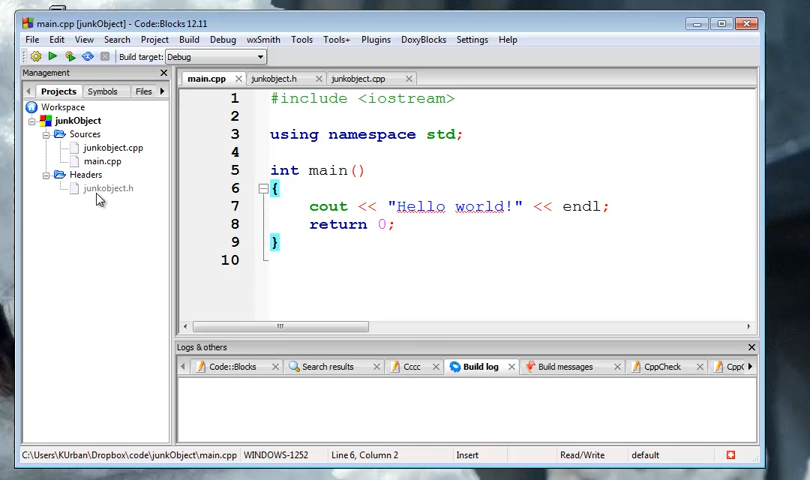 main.cpp [junkObject] - Code::Blocks 12.11
File Edit View Search Project Build Debug wxSmith Tools Tools+ Plugins DoxyBlocks Settings Help
Build target: Debug
Management
Projects Symbols Files
Workspace
junkObject
Sources
junkobject.cpp
main.cpp
Headers
junkobject.h
main.cpp junkobject.h junkobject.cpp
1 #include <iostream>
2
3 using namespace std;
4
5 int main()
6 {
7 cout << "Hello world!" << endl;
8 return 0;
9 }
10
Logs & others
Code::Blocks Search results Cccc Build log Build messages CppCheck CppC
C:\Users\KUrban\Dropbox\code\junkObject\main.cpp WINDOWS-1252 Line 6, Column 2 Insert Read/Write default